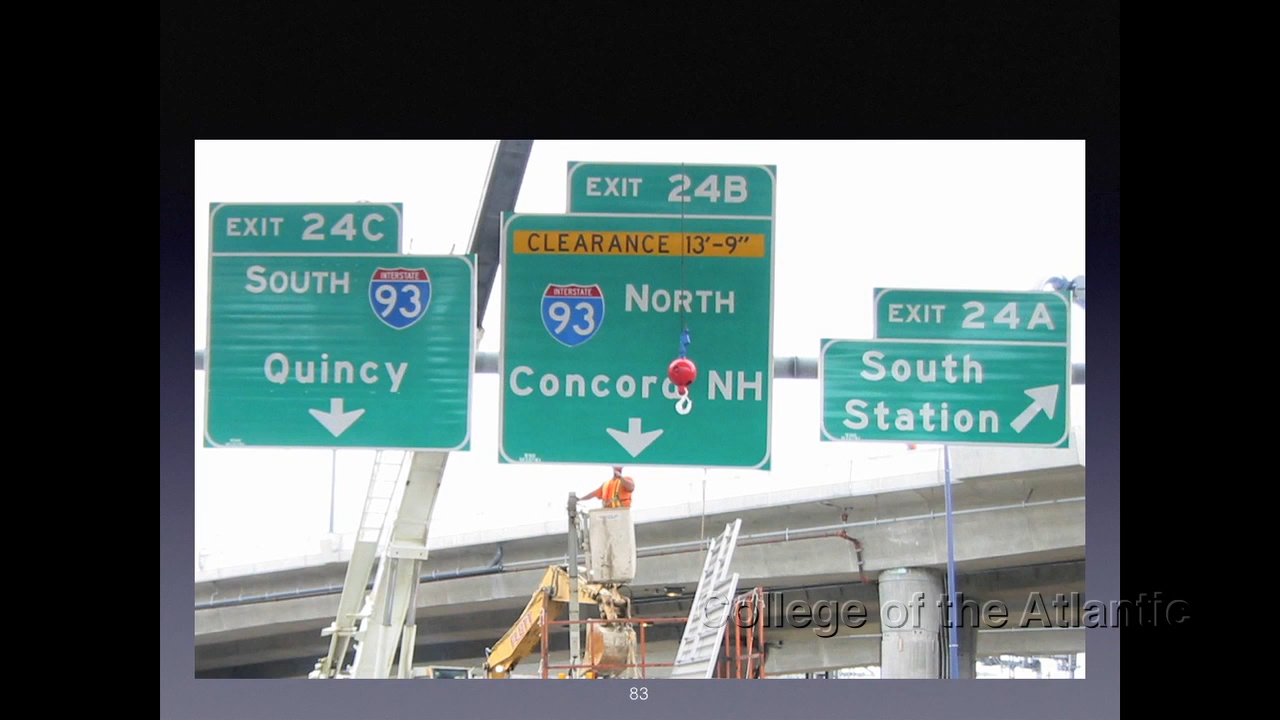 EXIT 24C
SOUTH
INTERSTATE
93
Quincy
EXIT 24B
CLEARANCE 13'-9"
INTERSTATE
93
NORTH
Concord NH
EXIT 24A
South
Station
College of the Atlantic
83